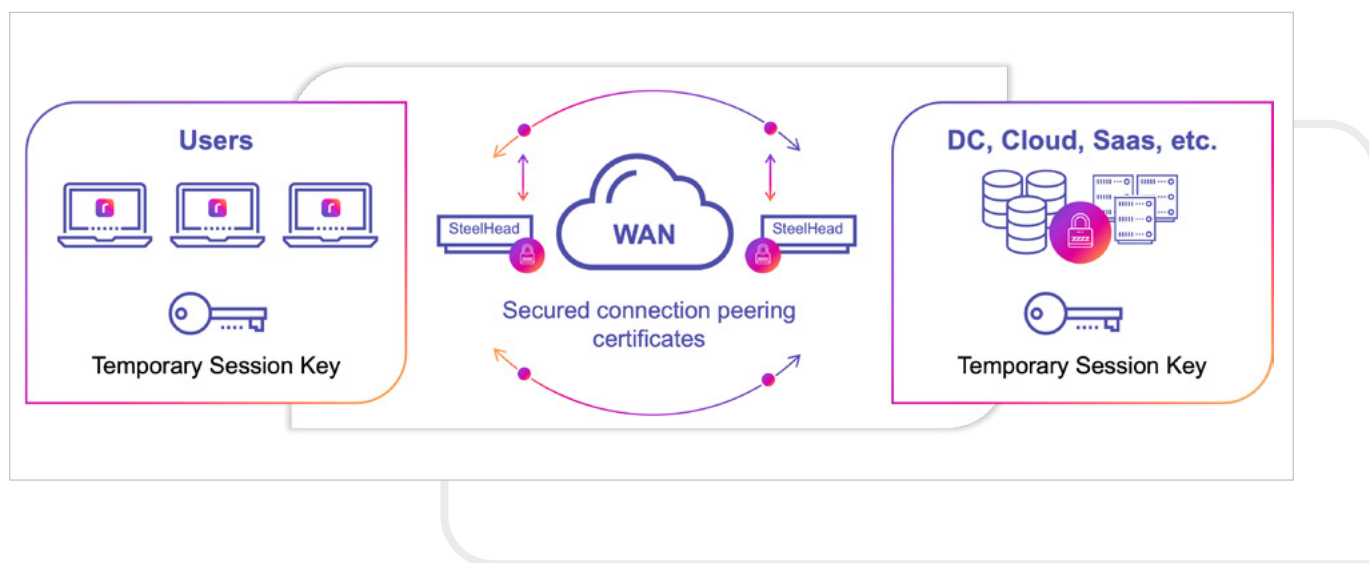 Users
Temporary Session Key
SteelHead
WAN
SteelHead
Secured connection peering
certificates
DC, Cloud, Saas, etc.
Temporary Session Key